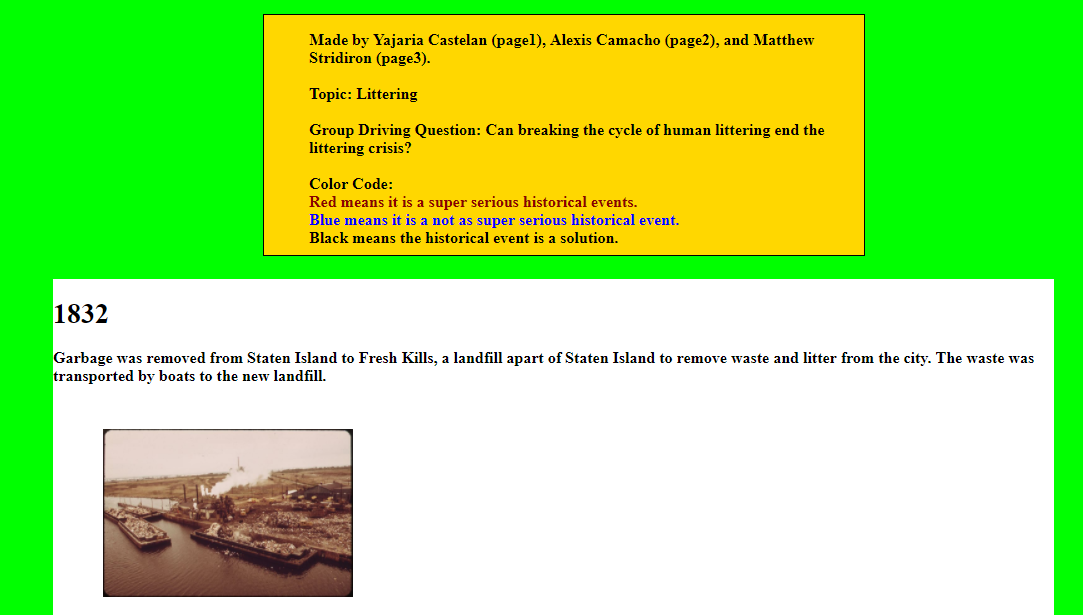 Made by Yajaria Castelan (page1), Alexis Camacho (page2), and Matthew
Stridiron (page3).
Topic: Littering
Group Driving Question: Can breaking the cycle of human littering end the
littering crisis?
Color Code:
Red means it is a super serious historical events.
Blue means it is a not as super serious historical event.
Black means the historical event is a solution.
1832
Garbage was removed from Staten Island to Fresh Kills, a landfill apart of Staten Island to remove waste and litter from the city. The waste was
transported by boats to the new landfill.